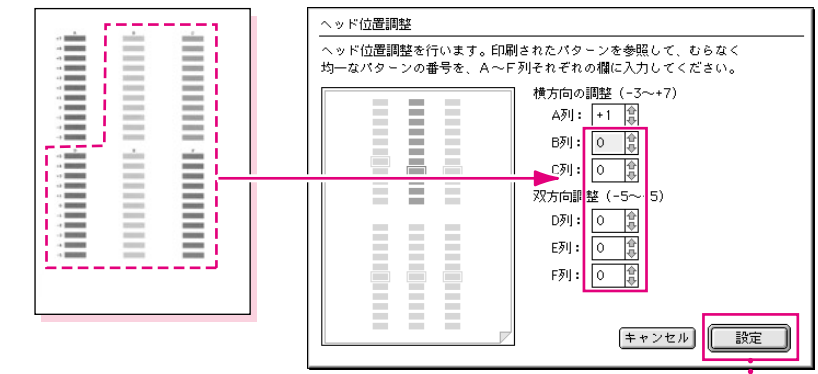 ヘッド位置調整
ヘッド位置調整を行います。印刷されたパターンを参照して、むらなく
均一なパターンの番号を、A〜F列それぞれの欄に入力してください。
横方向の調整（-3〜+7）
A列： +1
B列： 0
C列： 0
双方向調整（-5〜+5）
D列： 0
E列： 0
F列： 0
キャンセル
設定